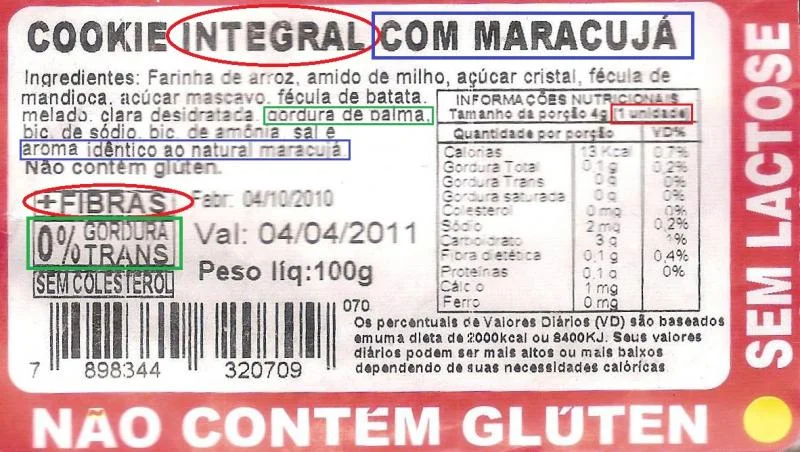 COOKIE INTEGRAL COM MARACUJÁ
Ingredientes: Farinha de arroz, amido de milho, açúcar cristal, fécula de
mandioca, açúcar mascavo, fécula de batata,
melado, clara desidratada, gordura de palma,
bic. de sódio, bic. de amônia, sal e
aroma idêntico ao natural maracujá
Não contém glúten.
+FIBRAS
Fabr: 04/10/2010
0% GORDURA TRANS
Val: 04/04/2011
SEM COLESTEROL
Peso líq:100g
INFORMAÇÕES NUTRICIONAIS
Tamanho da porção 4g (1 unidade)
Quantidade por porção VD%
Calorias 13 Kcal 0,7%
Gordura Total 0,1g 0,2%
Gordura Trans 0g 0%
Gordura saturada 0g 0%
Colesterol 0mg 0%
Sódio 2mg 0,2%
Carboidrato 3g 1%
Fibra dietética 0,1g 0,4%
Proteínas 0,1g 0%
Cálcio 1mg
Ferro 0mg
070
7 898344 320709
Os percentuais de Valores Diários (VD) são baseados
em uma dieta de 2000kcal ou 8400KJ. Seus valores
diários podem ser mais altos ou mais baixos
dependendo de suas necessidades calóricas.
SEM LACTOSE
NÃO CONTÉM GLÚTEN